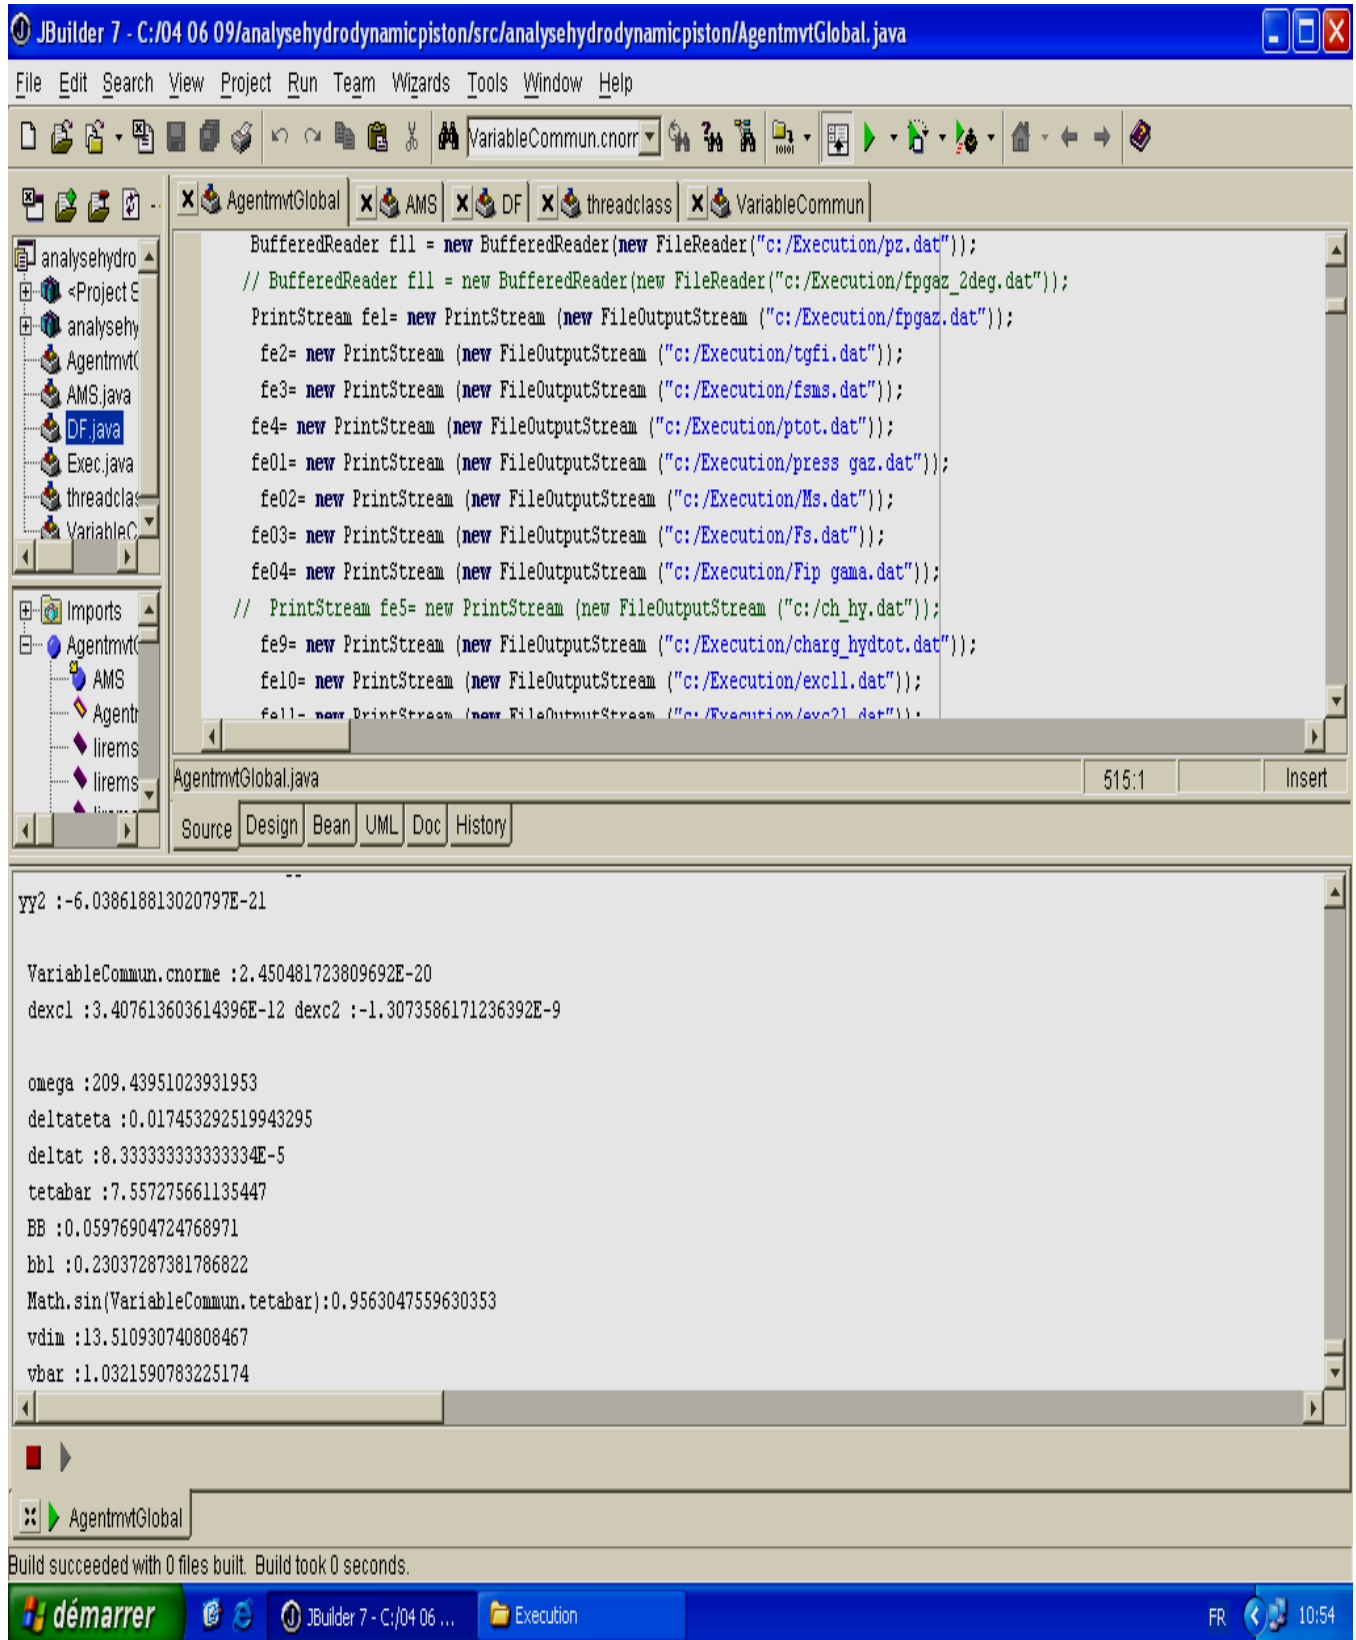 JBuilder 7 - C:/04 06 09/analysehydrodynamicpiston/src/analysehydrodynamicpiston/AgentmvtGlobal.java
File Edit Search View Project Run Team Wizards Tools Window Help
VariableCommun.cnorr
AgentmvtGlobal AMS DF threadclass VariableCommun
analysehydro
<Project S
analysehy
Agentmvt
AMS.java
DF.java
Exec.java
threadclas
VariableC
BufferedReader fl1 = new BufferedReader(new FileReader("c:/Execution/pz.dat"));
// BufferedReader fl1 = new BufferedReader(new FileReader("c:/Execution/fpgaz_2deg.dat"));
PrintStream fe1= new PrintStream (new FileOutputStream ("c:/Execution/fpgaz.dat"));
fe2= new PrintStream (new FileOutputStream ("c:/Execution/tgfi.dat"));
fe3= new PrintStream (new FileOutputStream ("c:/Execution/fsms.dat"));
fe4= new PrintStream (new FileOutputStream ("c:/Execution/ptot.dat"));
fe01= new PrintStream (new FileOutputStream ("c:/Execution/press gaz.dat"));
fe02= new PrintStream (new FileOutputStream ("c:/Execution/Ms.dat"));
fe03= new PrintStream (new FileOutputStream ("c:/Execution/Fs.dat"));
fe04= new PrintStream (new FileOutputStream ("c:/Execution/Fip gama.dat"));
// PrintStream fe5= new PrintStream (new FileOutputStream ("c:/ch_hy.dat"));
fe9= new PrintStream (new FileOutputStream ("c:/Execution/charg_hydtot.dat"));
fe10= new PrintStream (new FileOutputStream ("c:/Execution/exc11.dat"));
fe11= new PrintStream (new FileOutputStream ("c:/Execution/exc21.dat"));
Imports
Agentmvt
AMS
Agentr
lirems
lirems
AgentmvtGlobal.java 515:1 Insert
Source Design Bean UML Doc History
yy2 :-6.038618813020797E-21
VariableCommun.cnorme :2.450481723809692E-20
dexc1 :3.407613603614396E-12 dexc2 :-1.3073586171236392E-9
omega :209.43951023931953
deltateta :0.017453292519943295
deltat :8.333333333333334E-5
tetabar :7.557275661135447
BB :0.05976904724768971
bb1 :0.23037287381786822
Math.sin(VariableCommun.tetabar):0.9563047559630353
vdim :13.510930740808467
vbar :1.0321590783225174
AgentmvtGlobal
Build succeeded with 0 files built. Build took 0 seconds.
démarrer JBuilder 7 - C:/04 06 ... Execution FR 10:54